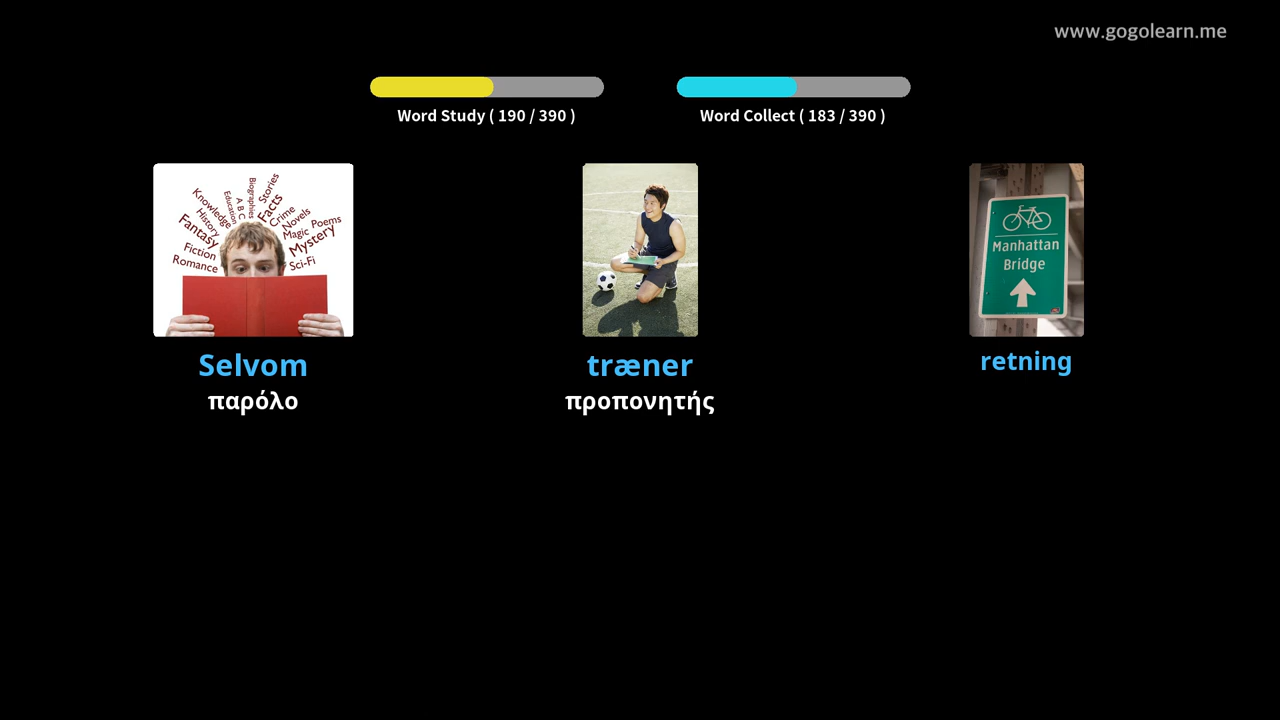 www.gogolearn.me
Word Study ( 190 / 390 )
Word Collect ( 183 / 390 )
Biographies
Stories
Knowledge
Education
A B C
Facts
History
Crime
Novels
Fantasy
Magic
Poems
Fiction
Mystery
Romance
Sci-Fi
Manhattan
Bridge
Selvom
παρόλο
træner
προπονητής
retning